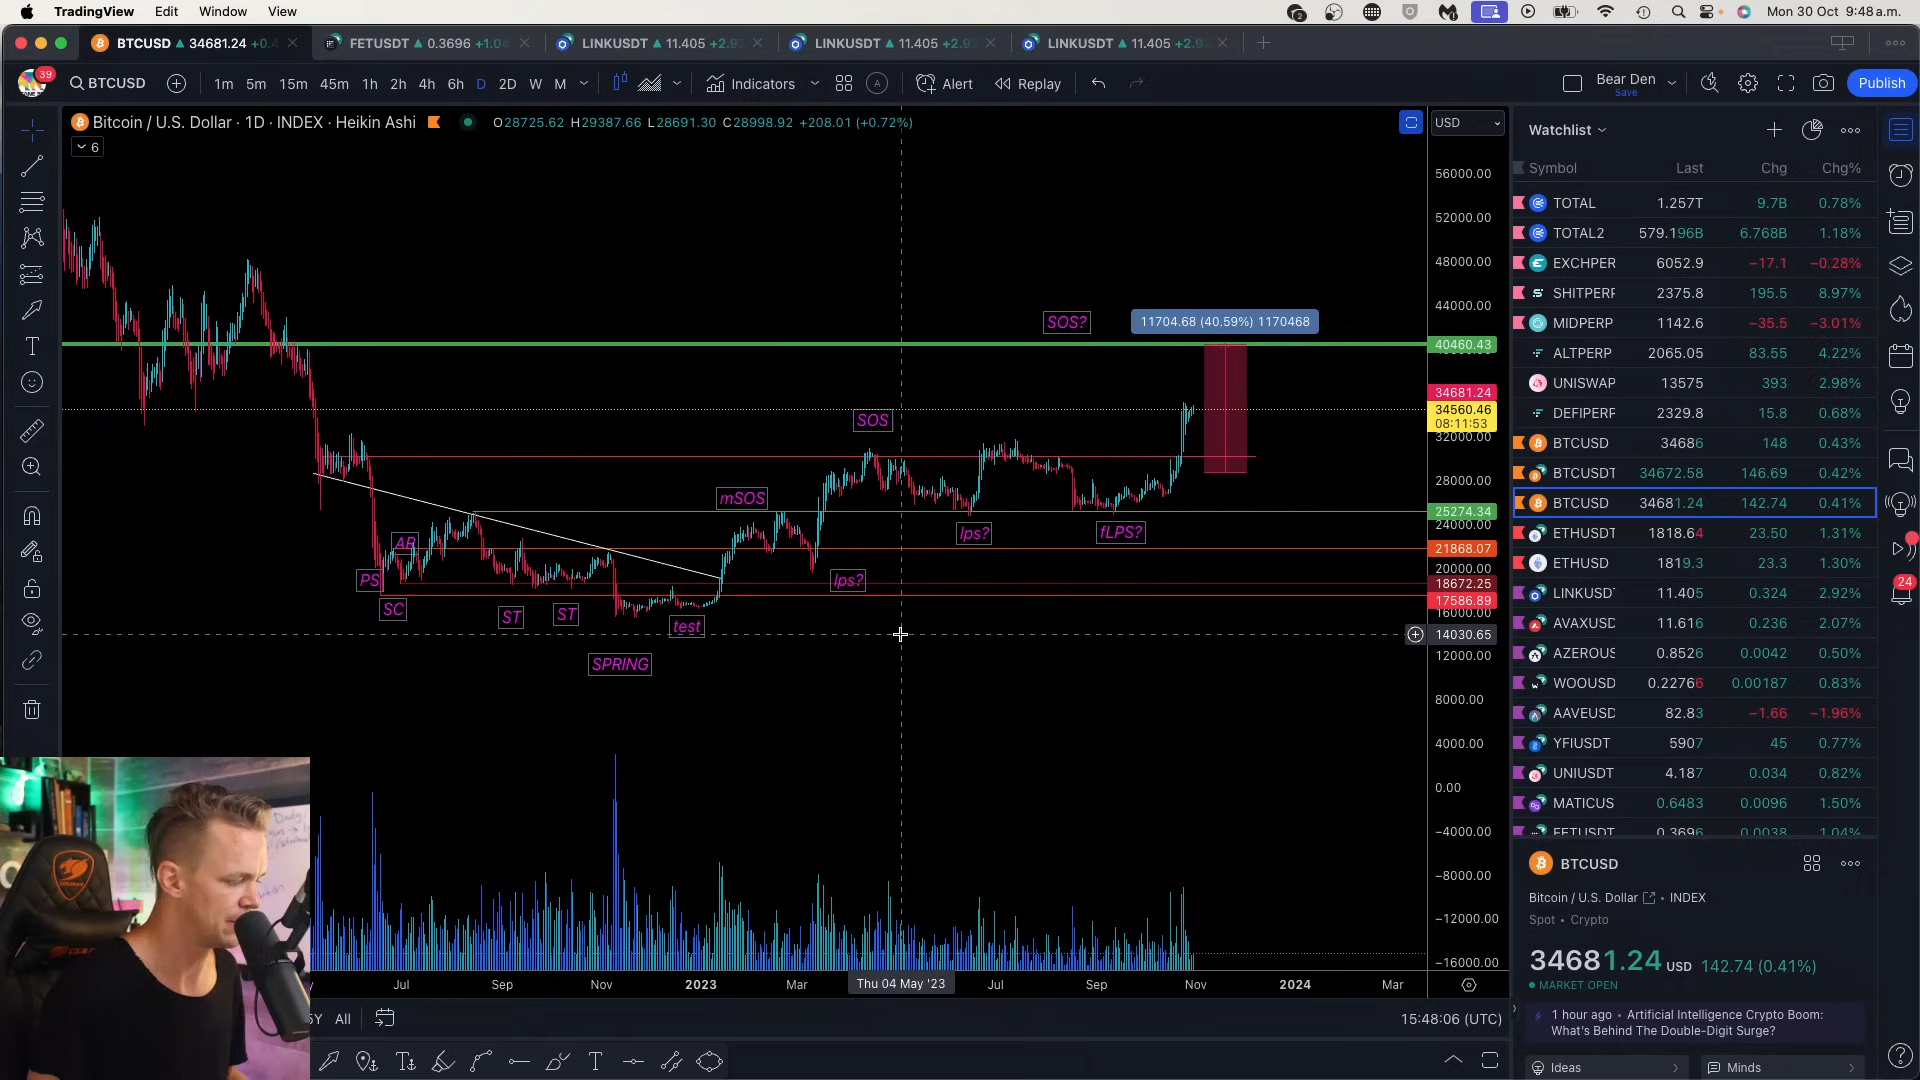 TradingView Edit Window View
Mon 30 Oct 9:48 a.m.
BTCUSD ▲ 34681.24 +0.4
FETUSDT ▲ 0.3696 +1.04
LINKUSDT ▲ 11.405 +2.9
LINKUSDT ▲ 11.405 +2.9
LINKUSDT ▲ 11.405 +2.9
39
BTCUSD
1m 5m 15m 45m 1h 2h 4h 6h D 2D W M
Indicators
Alert
Replay
Bear Den
Save
Publish
Bitcoin / U.S. Dollar · 1D · INDEX · Heikin Ashi
O28725.62 H29387.66 L28691.30 C28998.92 +208.01 (+0.72%)
6
USD
56000.00
52000.00
48000.00
44000.00
40460.43
34681.24
34560.46
08:11:53
32000.00
28000.00
25274.34
24000.00
21868.07
20000.00
18672.25
17586.89
16000.00
14030.65
12000.00
8000.00
4000.00
0.00
−4000.00
−8000.00
−12000.00
−16000.00
SOS?
11704.68 (40.59%) 1170468
SOS
mSOS
lps?
fLPS?
AR
PS
SC
ST
ST
test
lps?
SPRING
Jul Sep Nov 2023 Mar Thu 04 May '23 Jul Sep Nov 2024 Mar
5Y All
15:48:06 (UTC)
Watchlist
Symbol Last Chg Chg%
TOTAL 1.257T 9.7B 0.78%
TOTAL2 579.196B 6.768B 1.18%
EXCHPER 6052.9 −17.1 −0.28%
SHITPERF 2375.8 195.5 8.97%
MIDPERP 1142.6 −35.5 −3.01%
ALTPERP 2065.05 83.55 4.22%
UNISWAP 13575 393 2.98%
DEFIPERP 2329.8 15.8 0.68%
BTCUSD 34686 148 0.43%
BTCUSDT 34672.58 146.69 0.42%
BTCUSD 34681.24 142.74 0.41%
ETHUSDT 1818.64 23.50 1.31%
ETHUSD 1819.3 23.3 1.30%
LINKUSD 11.405 0.324 2.92%
AVAXUSD 11.616 0.236 2.07%
AZEROUS 0.8526 0.0042 0.50%
WOOUSD 0.22766 0.00187 0.83%
AAVEUSD 82.83 −1.66 −1.96%
YFIUSDT 5907 45 0.77%
UNIUSDT 4.187 0.034 0.82%
MATICUS 0.6483 0.0096 1.50%
FETUSDT 0.3696 0.0038 1.04%
24
BTCUSD
Bitcoin / U.S. Dollar • INDEX
Spot • Crypto
34681.24 USD 142.74 (0.41%)
MARKET OPEN
1 hour ago • Artificial Intelligence Crypto Boom:
What's Behind The Double-Digit Surge?
Ideas
Minds